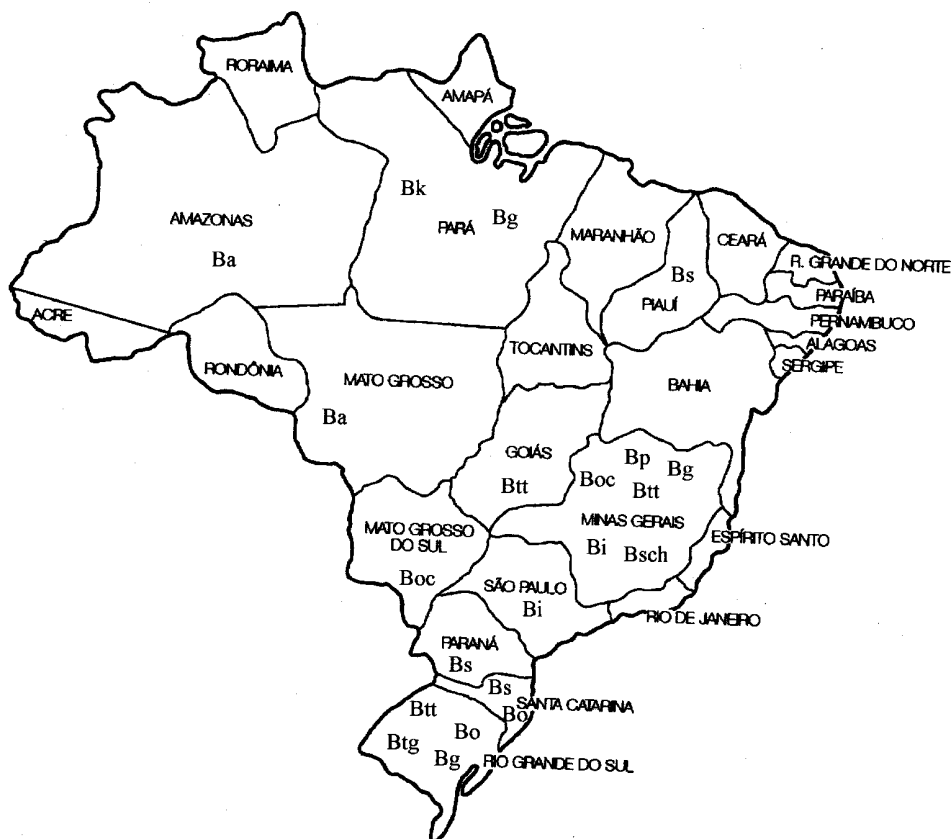 RORAIMA
AMAPÁ
Bk
AMAZONAS
PARÁ
Bg
MARANHÃO
CEARÁ
R. GRANDE DO NORTE
Ba
Bs
PIAUÍ
PARAÍBA
ACRE
PERNAMBUCO
TOCANTINS
ALAGOAS
RONDÔNIA
SERGIPE
MATO GROSSO
BAHIA
Ba
GOIÁS
Bp
Bg
Boc
Btt
Btt
MATO GROSSO
DO SUL
MINAS GERAIS
ESPÍRITO SANTO
Bi
Bsch
Boc
SÃO PAULO
Bi
RIO DE JANEIRO
PARANÁ
Bs
Bs
SANTA CATARINA
Bo
Btt
Bo
Btg
Bg
RIO GRANDE DO SUL